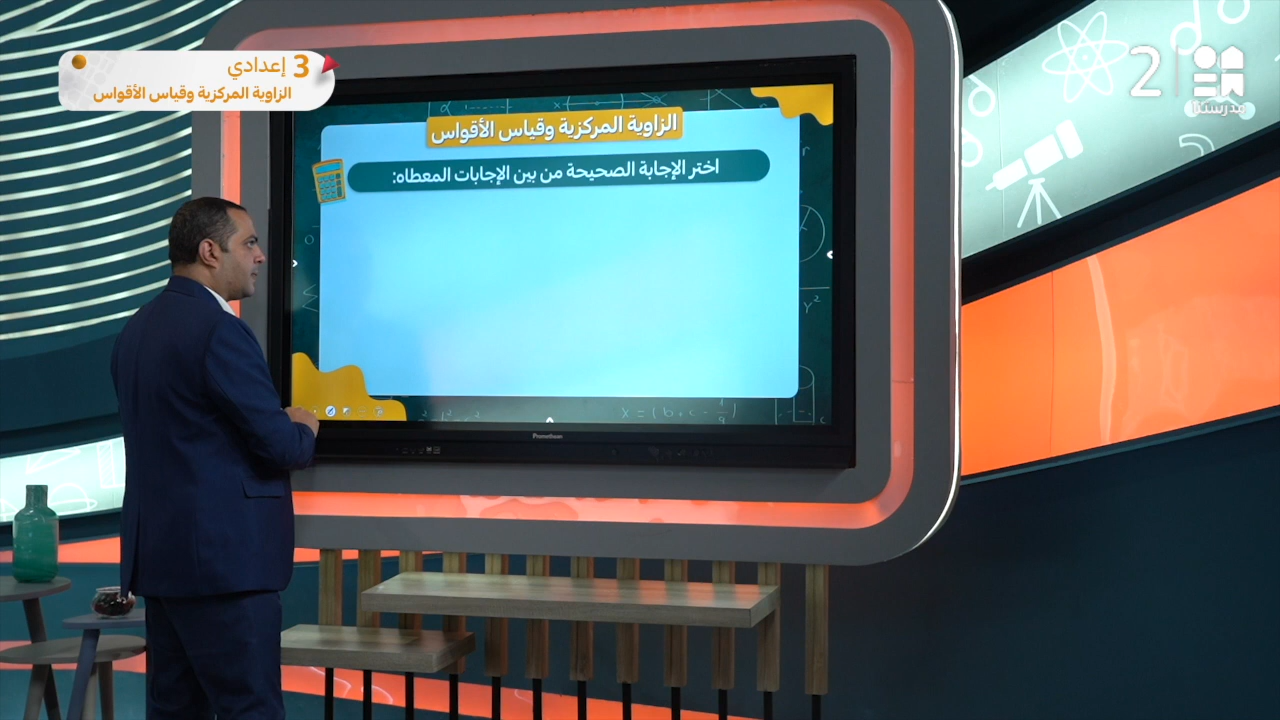 3 إعدادي
الزاوية المركزية وقياس الأقواس
2
مدرستنا
الزاوية المركزية وقياس الأقواس
اختر الإجابة الصحيحة من بين الإجابات المعطاه:
Promethean